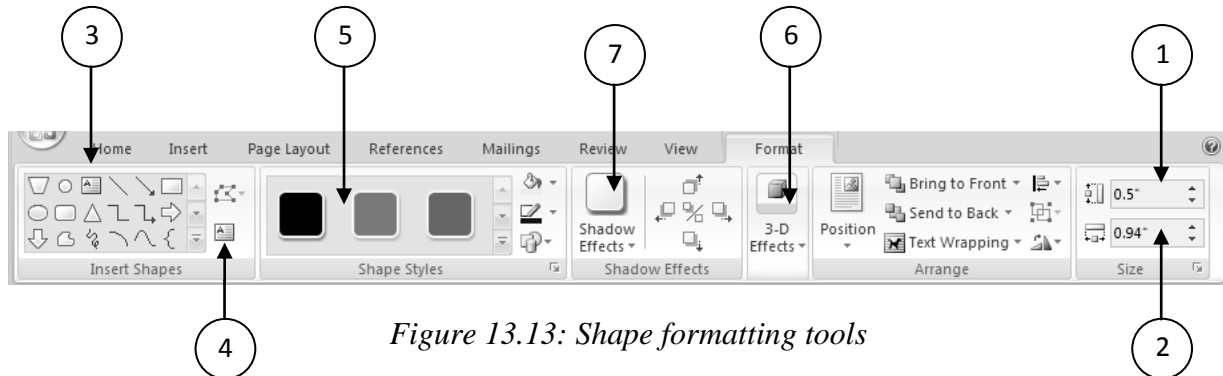 3 5 7 6 1
Home Insert Page Layout References Mailings Review View Format
Bring to Front 0.5"
Send to Back
Shadow Effects 3-D Effects Position Text Wrapping 0.94"
Insert Shapes Shape Styles Shadow Effects Arrange Size
4 Figure 13.13: Shape formatting tools 2